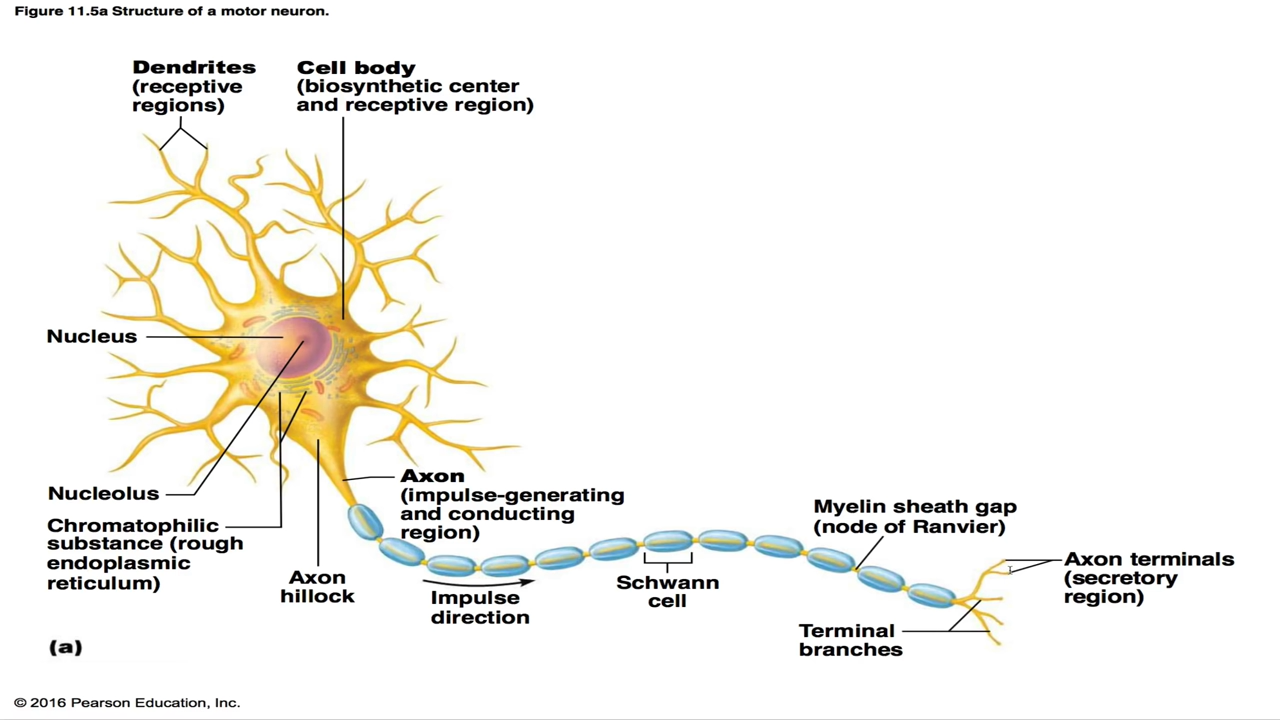 Figure 11.5a Structure of a motor neuron.
Dendrites
(receptive
regions)
Cell body
(biosynthetic center
and receptive region)
Nucleus
Nucleolus
Chromatophilic
substance (rough
endoplasmic
reticulum)
Axon
hillock
Axon
(impulse-generating
and conducting
region)
Impulse
direction
Schwann
cell
Myelin sheath gap
(node of Ranvier)
Terminal
branches
Axon terminals
(secretory
region)
(a)
© 2016 Pearson Education, Inc.